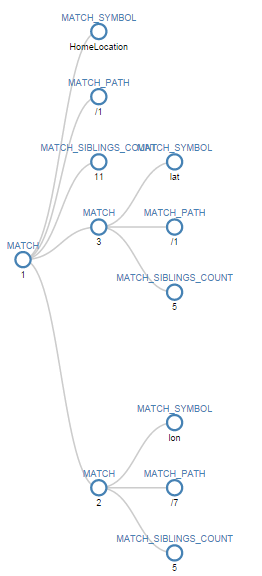 MATCH_SYMBOL
HomeLocation
MATCH_PATH
/1
MATCH_SIBLINGS_COUNT
11
MATCH_SYMBOL
lat
MATCH
1
MATCH
3
MATCH_PATH
/1
MATCH_SIBLINGS_COUNT
5
MATCH_SYMBOL
lon
MATCH
2
MATCH_PATH
/7
MATCH_SIBLINGS_COUNT
5